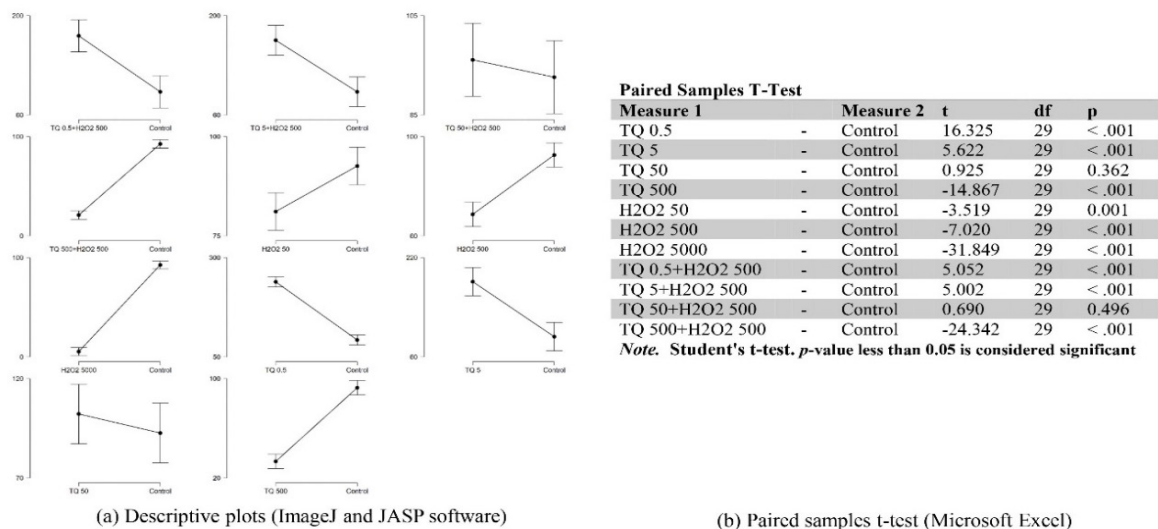 200
60
TQ 0.5+H2O2 500 Control
200
60
TQ 5+H2O2 500 Control
105
85
TQ 50+H2O2 500 Control
100
0
TQ 500+H2O2 500 Control
100
75
H2O2 50 Control
100
60
H2O2 500 Control
100
0
H2O2 5000 Control
300
50
TQ 0.5 Control
220
60
TQ 5 Control
120
70
TQ 50 Control
100
20
TQ 500 Control
(a) Descriptive plots (ImageJ and JASP software)
Paired Samples T-Test
Measure 1 Measure 2 t df p
TQ 0.5 - Control 16.325 29 < .001
TQ 5 - Control 5.622 29 < .001
TQ 50 - Control 0.925 29 0.362
TQ 500 - Control -14.867 29 < .001
H2O2 50 - Control -3.519 29 0.001
H2O2 500 - Control -7.020 29 < .001
H2O2 5000 - Control -31.849 29 < .001
TQ 0.5+H2O2 500 - Control 5.052 29 < .001
TQ 5+H2O2 500 - Control 5.002 29 < .001
TQ 50+H2O2 500 - Control 0.690 29 0.496
TQ 500+H2O2 500 - Control -24.342 29 < .001
Note. Student's t-test. p-value less than 0.05 is considered significant
(b) Paired samples t-test (Microsoft Excel)